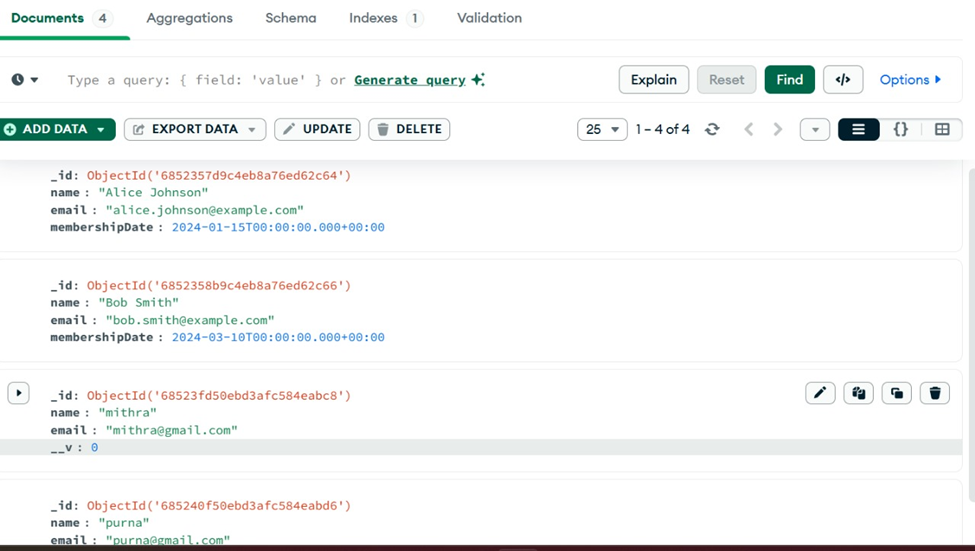 Documents 4 Aggregations Schema Indexes 1 Validation
Type a query: { field: 'value' } or Generate query Explain Reset Find </> Options
ADD DATA EXPORT DATA UPDATE DELETE 25 1 – 4 of 4 {}
_id: ObjectId('6852357d9c4eb8a76ed62c64')
name : "Alice Johnson"
email : "alice.johnson@example.com"
membershipDate : 2024-01-15T00:00:00.000+00:00
_id: ObjectId('6852358b9c4eb8a76ed62c66')
name : "Bob Smith"
email : "bob.smith@example.com"
membershipDate : 2024-03-10T00:00:00.000+00:00
_id: ObjectId('68523fd50ebd3afc584eabc8')
name : "mithra"
email : "mithra@gmail.com"
__v : 0
_id: ObjectId('685240f50ebd3afc584eabd6')
name : "purna"
email : "purna@gmail.com"